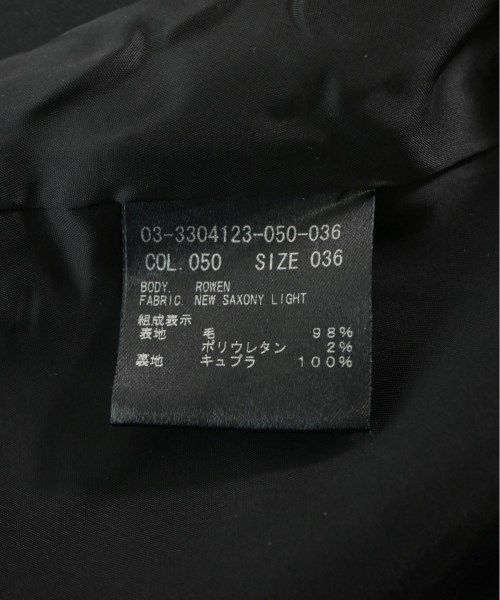 03-3304123-050-036
COL. 050 SIZE 036
BODY. ROWEN
FABRIC. NEW SAXONY LIGHT
組成表示
表地 毛 98%
ポリウレタン 2%
裏地 キュプラ 100%